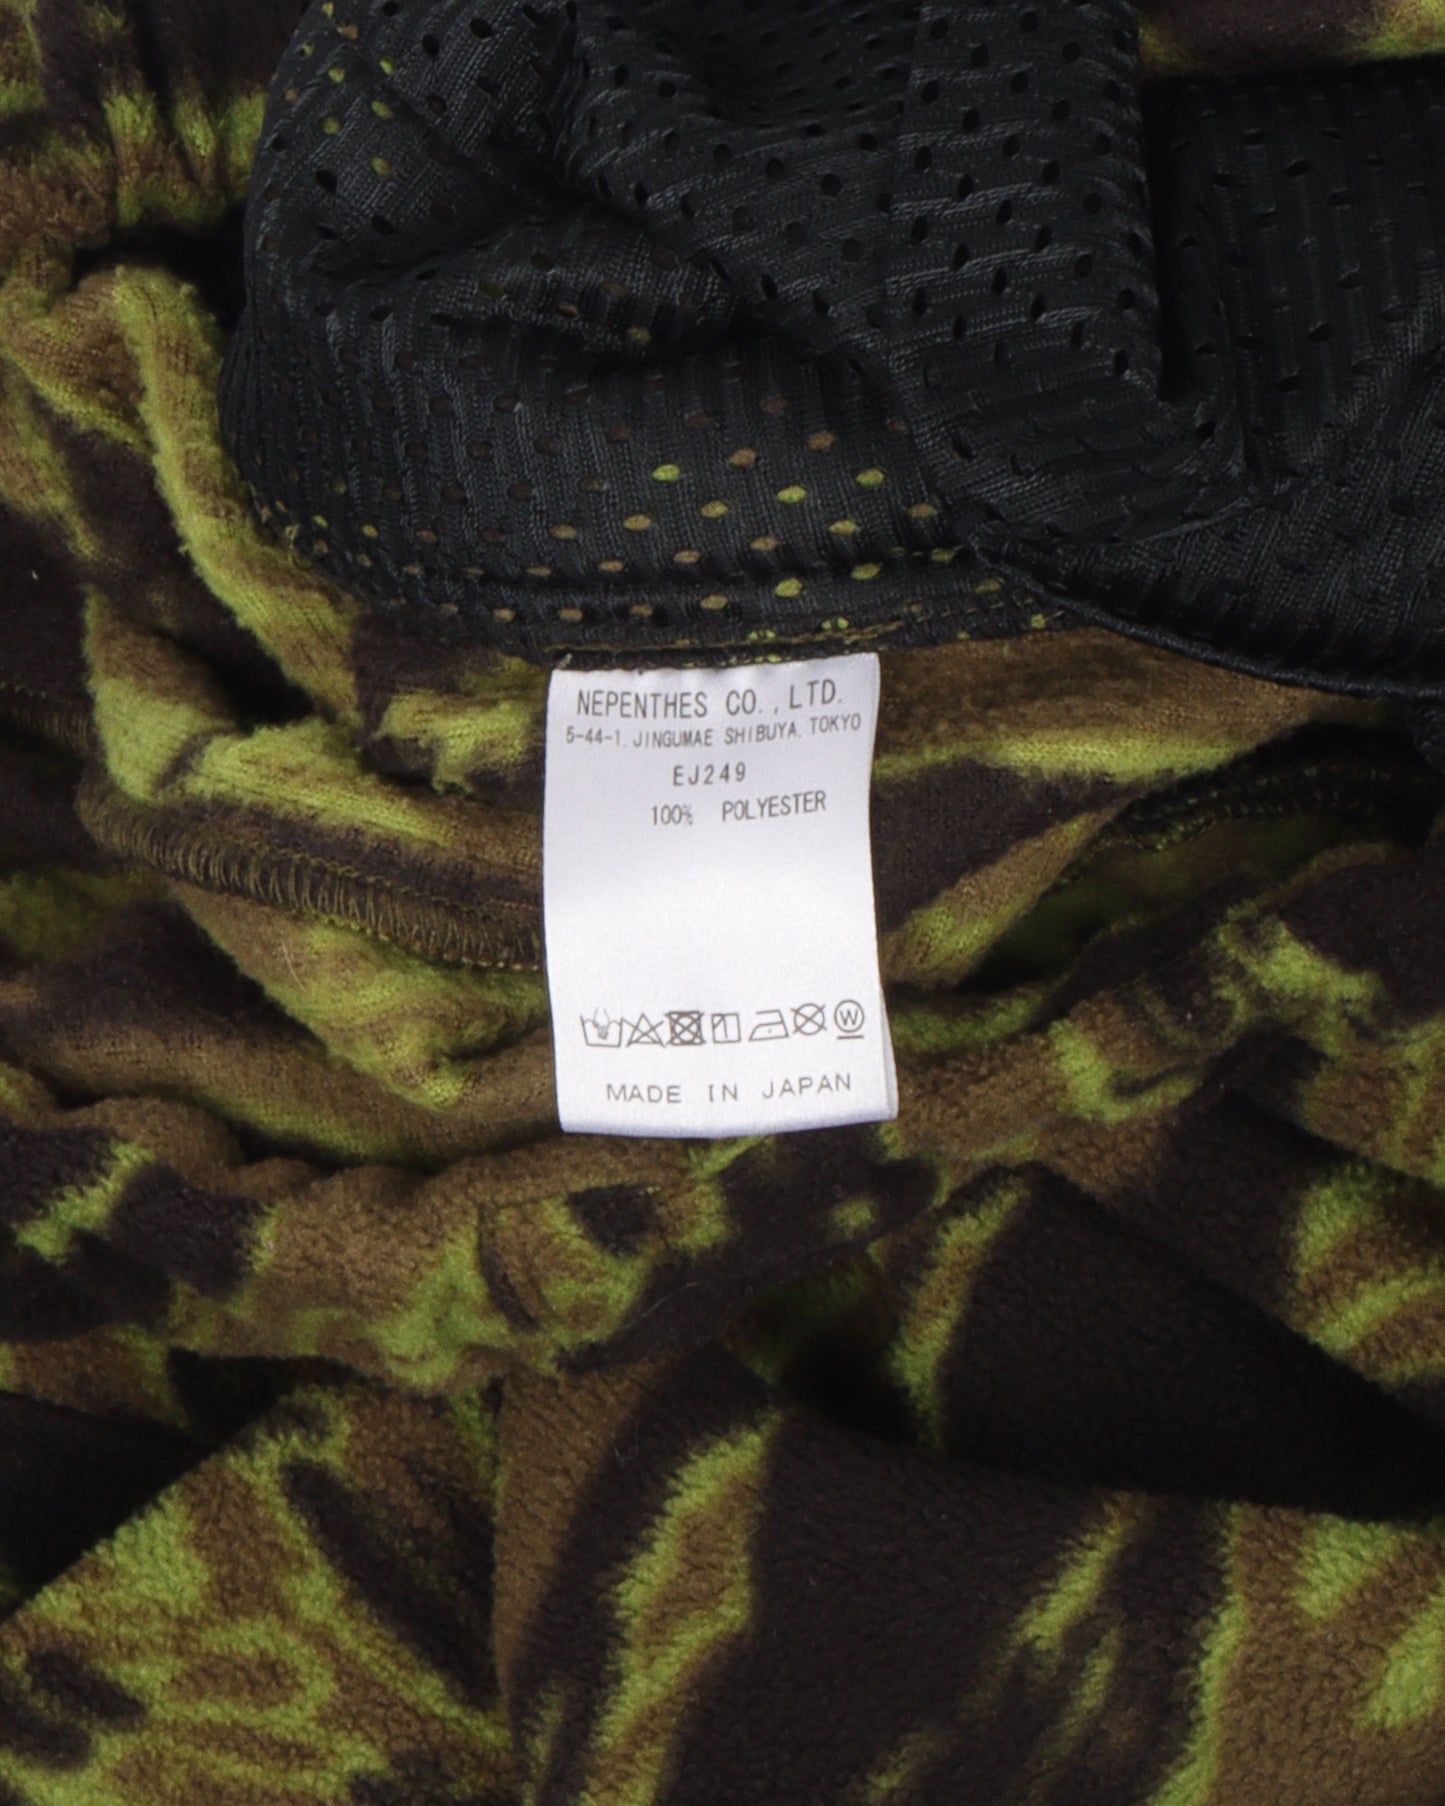 NEPENTHES CO., LTD.
5-44-1, JINGUMAE SHIBUYA, TOKYO
EJ249
100% POLYESTER
W
MADE IN JAPAN